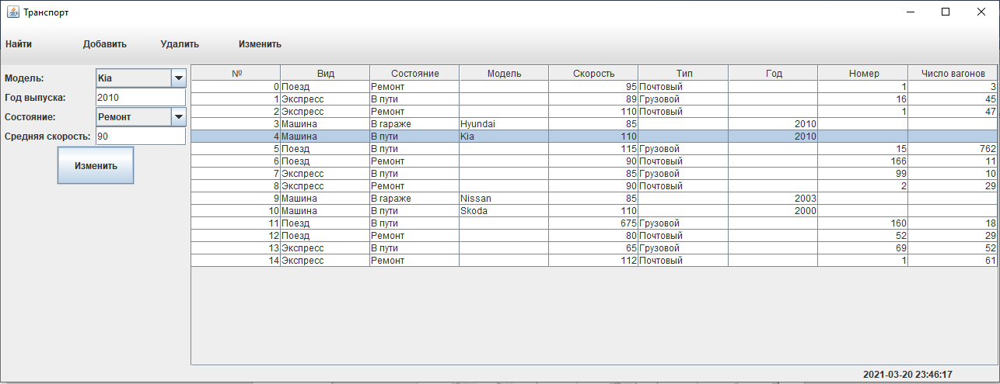 Транспорт
Найти Добавить Удалить Изменить
Модель: Kia
Год выпуска: 2010
Состояние: Ремонт
Средняя скорость: 90
Изменить
№ Вид Состояние Модель Скорость Тип Год Номер Число вагонов
0 Поезд Ремонт 95 Почтовый 1 3
1 Экспресс В пути 89 Грузовой 16 45
2 Экспресс Ремонт 110 Почтовый 1 47
3 Машина В гараже Hyundai 85 2010
4 Машина В пути Kia 110 2010
5 Поезд В пути 115 Грузовой 15 762
6 Поезд Ремонт 90 Почтовый 166 11
7 Экспресс В пути 85 Грузовой 99 10
8 Экспресс Ремонт 90 Почтовый 2 29
9 Машина В гараже Nissan 85 2003
10 Машина В пути Skoda 110 2000
11 Поезд В пути 675 Грузовой 160 18
12 Поезд Ремонт 80 Почтовый 52 29
13 Экспресс В пути 65 Грузовой 69 52
14 Экспресс Ремонт 112 Почтовый 1 61
2021-03-20 23:46:17